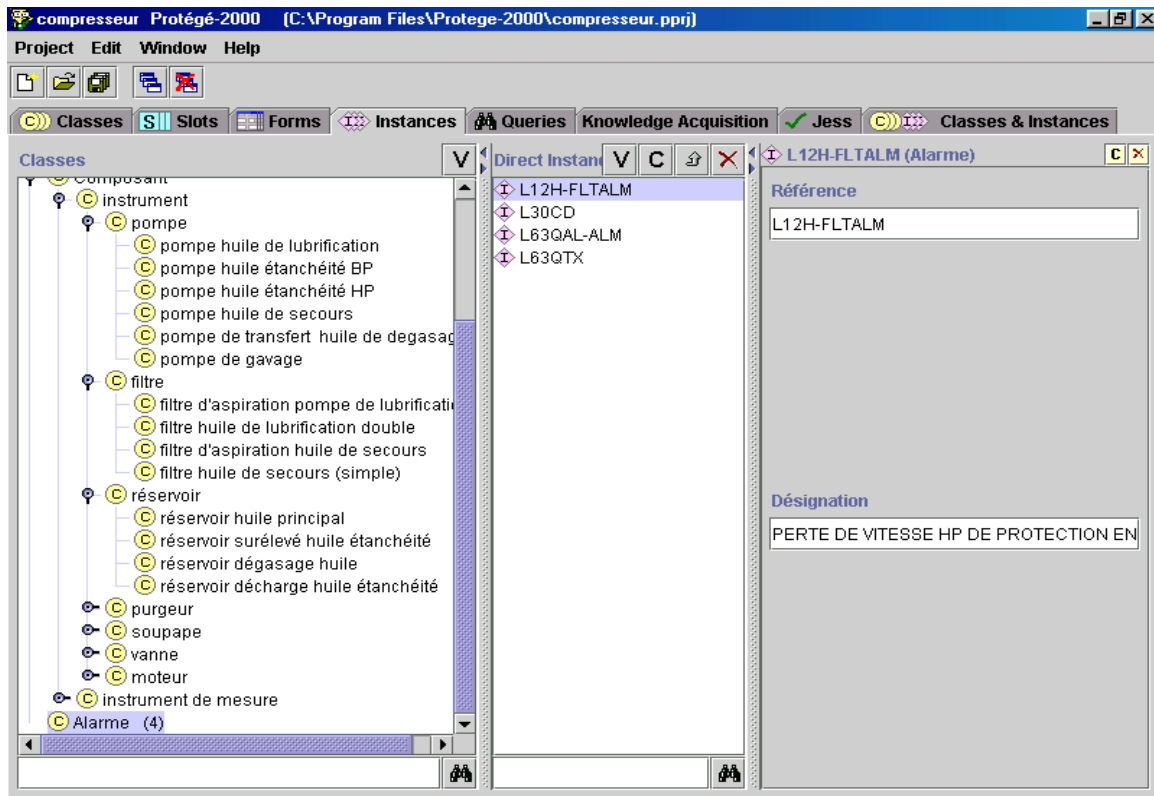 compresseur Protégé-2000 (C:\Program Files\Protege-2000\compresseur.pprj)
Project Edit Window Help
C Classes S Slots Forms I Instances Queries Knowledge Acquisition Jess C I Classes & Instances
Classes V
Composant
C instrument
C pompe
C pompe huile de lubrification
C pompe huile étanchéité BP
C pompe huile étanchéité HP
C pompe huile de secours
C pompe de transfert huile de degasag
C pompe de gavage
C filtre
C filtre d'aspiration pompe de lubrificati
C filtre huile de lubrification double
C filtre d'aspiration huile de secours
C filtre huile de secours (simple)
C réservoir
C réservoir huile principal
C réservoir surélevé huile étanchéité
C réservoir dégasage huile
C réservoir décharge huile étanchéité
C purgeur
C soupape
C vanne
C moteur
C instrument de mesure
C Alarme (4)
Direct Instan V C
I L12H-FLTALM
I L30CD
I L63QAL-ALM
I L63QTX
I L12H-FLTALM (Alarme) C
Référence
L12H-FLTALM
Désignation
PERTE DE VITESSE HP DE PROTECTION EN